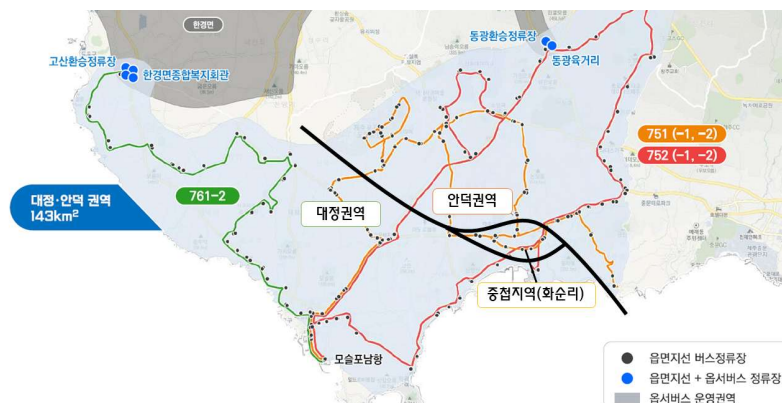 한경면
고산환승정류장
한경면종합복지회관
동광환승정류장
동광육거리
751 (-1, -2)
752 (-1, -2)
대정·안덕 권역
143km²
761-2
대정권역
안덕권역
중첩지역(화순리)
모슬포남항
읍면지선 버스정류장
읍면지선 + 옵서버스 정류장
옵서버스 운영권역